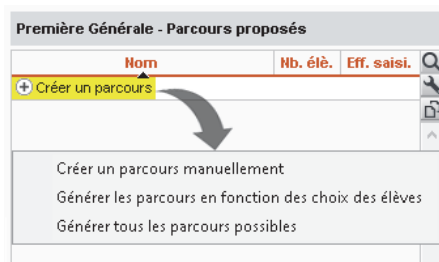 Première Générale - Parcours proposés
Nom Nb. élè. Eff. saisi.
Créer un parcours
Créer un parcours manuellement
Générer les parcours en fonction des choix des élèves
Générer tous les parcours possibles